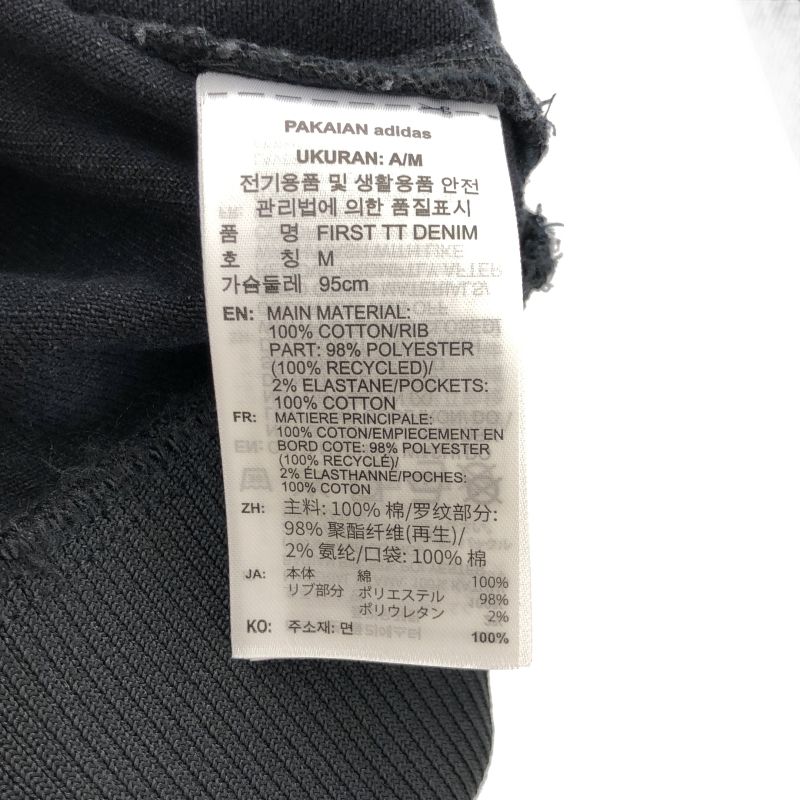 PAKAIAN adidas
UKURAN: A/M
전기용품 및 생활용품 안전
관리법에 의한 품질표시
품 명 FIRST TT DENIM
호 칭 M
가슴둘레 95cm
EN: MAIN MATERIAL:
100% COTTON/RIB
PART: 98% POLYESTER
(100% RECYCLED)/
2% ELASTANE/POCKETS:
100% COTTON
FR: MATIERE PRINCIPALE:
100% COTON/EMPIECEMENT EN
BORD COTE: 98% POLYESTER
(100% RECYCLÉ)/
2% ÉLASTHANNE/POCHES:
100% COTON
ZH: 主料: 100% 棉/罗纹部分:
98% 聚酯纤维(再生)/
2% 氨纶/口袋: 100% 棉
JA: 本体 綿 100%
リブ部分 ポリエステル 98%
ポリウレタン 2%
KO: 주소재: 면 100%